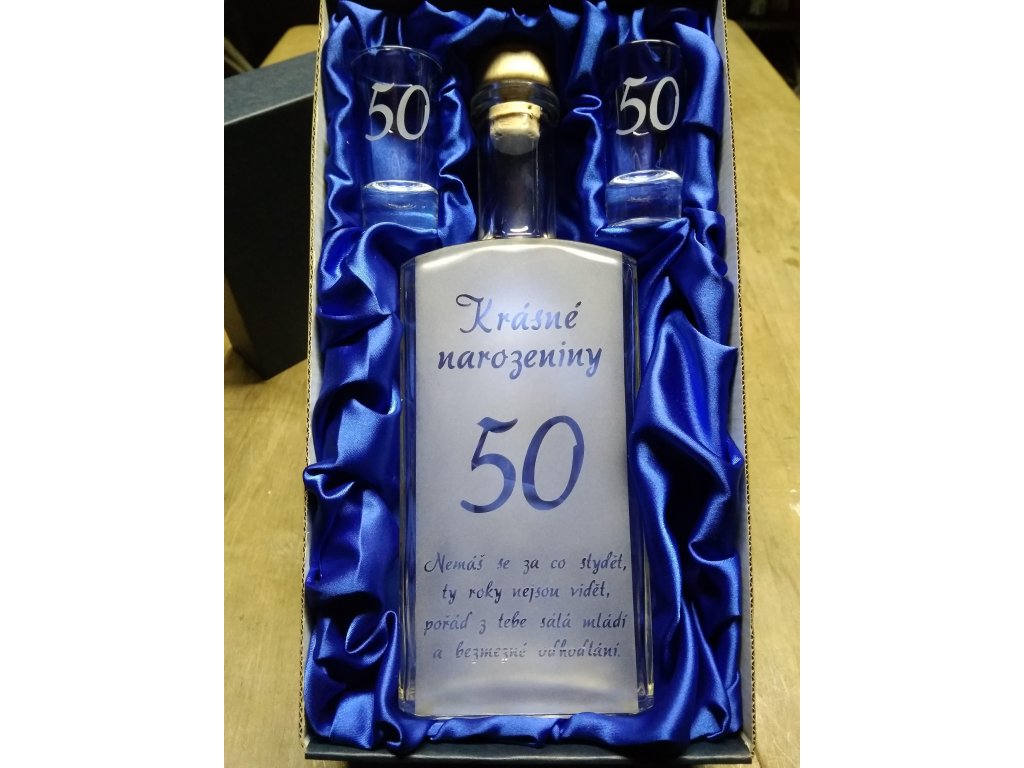 50 50
Krásné
narozeniny
50
Nemáš se za co stydět,
ty roky nejsou vidět,
pořád z tebe sálá mládí
a bezmezné odhodlání.